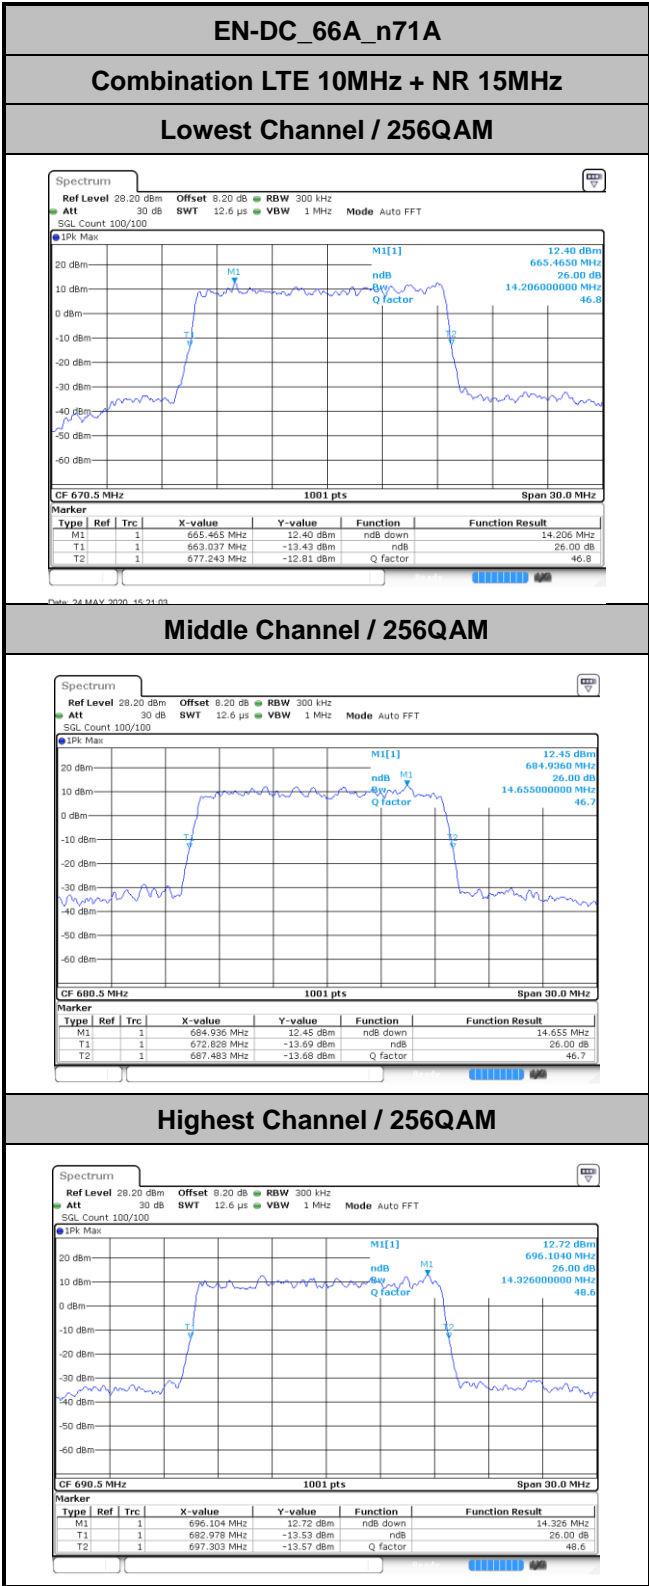 EN-DC_66A_n71A
Combination LTE 10MHz + NR 15MHz
Lowest Channel / 256QAM
Spectrum
Ref Level 28.20 dBm Offset 8.20 dB RBW 300 kHz
Att 30 dB SWT 12.6 µs VBW 1 MHz Mode Auto FFT
SGL Count 100/100
1Pk Max
M1[1] 12.40 dBm
665.4650 MHz
20 dBm
ndB 26.00 dB
M1
10 dBm
Bw 14.206000000 MHz
Q factor 46.8
0 dBm
-10 dBm
T1
T2
-20 dBm
-30 dBm
-40 dBm
-50 dBm
-60 dBm
CF 670.5 MHz 1001 pts Span 30.0 MHz
Marker
Type Ref Trc X-value Y-value Function Function Result
M1 1 665.465 MHz 12.40 dBm ndB down 14.206 MHz
T1 1 663.037 MHz -13.43 dBm ndB 26.00 dB
T2 1 677.243 MHz -12.81 dBm Q factor 46.8
Date: 24 MAY 2020 15:21:03
Middle Channel / 256QAM
Spectrum
Ref Level 28.20 dBm Offset 8.20 dB RBW 300 kHz
Att 30 dB SWT 12.6 µs VBW 1 MHz Mode Auto FFT
SGL Count 100/100
1Pk Max
M1[1] 12.45 dBm
684.9360 MHz
20 dBm
ndB 26.00 dB
M1
10 dBm
Bw 14.655000000 MHz
Q factor 46.7
0 dBm
-10 dBm
T1
T2
-20 dBm
-30 dBm
-40 dBm
-50 dBm
-60 dBm
CF 680.5 MHz 1001 pts Span 30.0 MHz
Marker
Type Ref Trc X-value Y-value Function Function Result
M1 1 684.936 MHz 12.45 dBm ndB down 14.655 MHz
T1 1 672.828 MHz -13.69 dBm ndB 26.00 dB
T2 1 687.483 MHz -13.68 dBm Q factor 46.7
Highest Channel / 256QAM
Spectrum
Ref Level 28.20 dBm Offset 8.20 dB RBW 300 kHz
Att 30 dB SWT 12.6 µs VBW 1 MHz Mode Auto FFT
SGL Count 100/100
1Pk Max
M1[1] 12.72 dBm
696.1040 MHz
20 dBm
ndB 26.00 dB
M1
10 dBm
Bw 14.326000000 MHz
Q factor 48.6
0 dBm
-10 dBm
T1
T2
-20 dBm
-30 dBm
-40 dBm
-50 dBm
-60 dBm
CF 690.5 MHz 1001 pts Span 30.0 MHz
Marker
Type Ref Trc X-value Y-value Function Function Result
M1 1 696.104 MHz 12.72 dBm ndB down 14.326 MHz
T1 1 682.978 MHz -13.53 dBm ndB 26.00 dB
T2 1 697.303 MHz -13.57 dBm Q factor 48.6